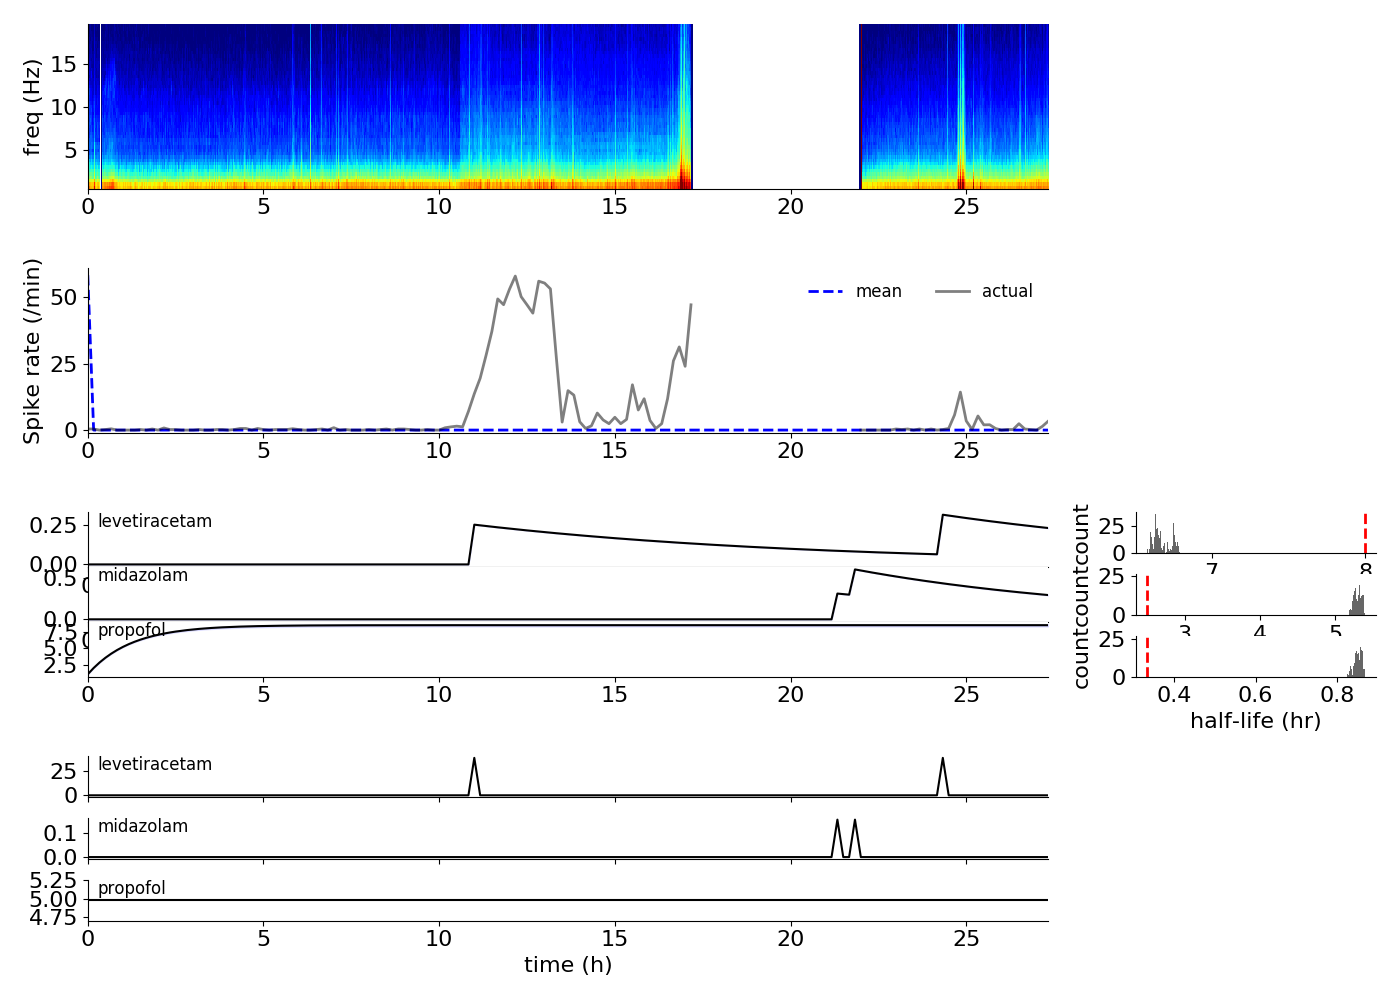 freq (Hz)
15
10
5
0 5 10 15 20 25
Spike rate (/min)
50
25
0
mean actual
0 5 10 15 20 25
levetiracetam
0.25
0.00
midazolam
0.5
0.0
propofol
7.5
5.0
2.5
0 5 10 15 20 25
count
25
0
7 8
count
25
0
3 4 5
count
25
0
0.4 0.6 0.8
half-life (hr)
levetiracetam
25
0
midazolam
0.1
0.0
propofol
5.25
5.00
4.75
0 5 10 15 20 25
time (h)